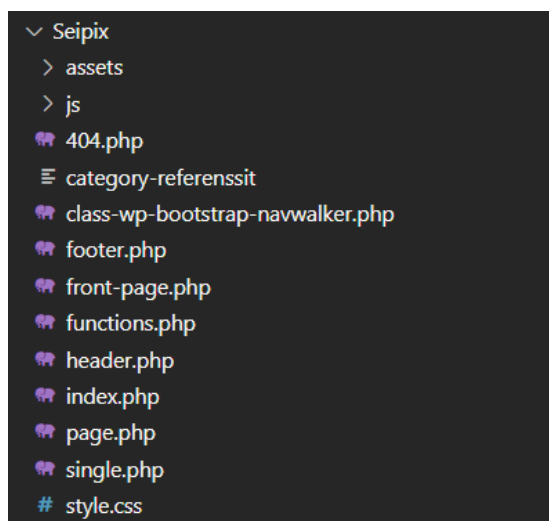 Seipix
assets
js
404.php
category-referenssit
class-wp-bootstrap-navwalker.php
footer.php
front-page.php
functions.php
header.php
index.php
page.php
single.php
# style.css